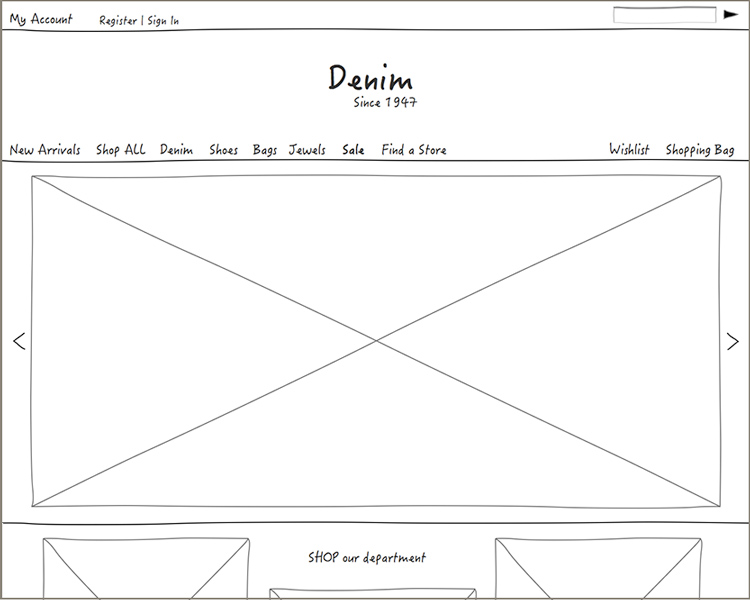 My Account Register | Sign In
Denim
Since 1947
New Arrivals Shop ALL Denim Shoes Bags Jewels Sale Find a Store Wishlist Shopping Bag
SHOP our department